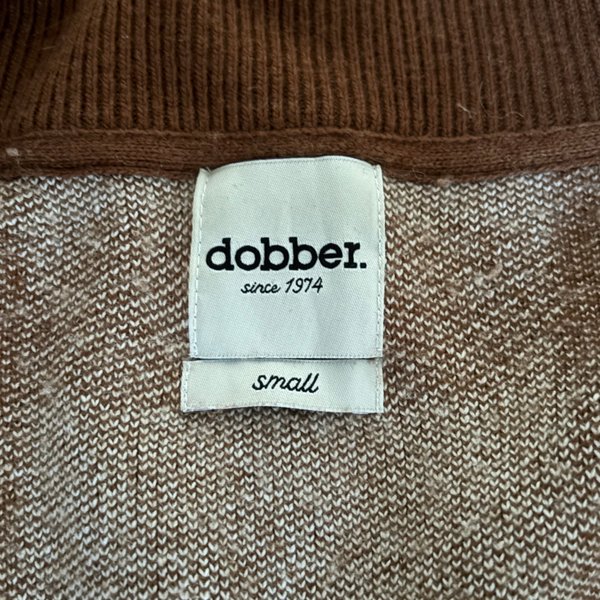 dobber.
since 1974
small